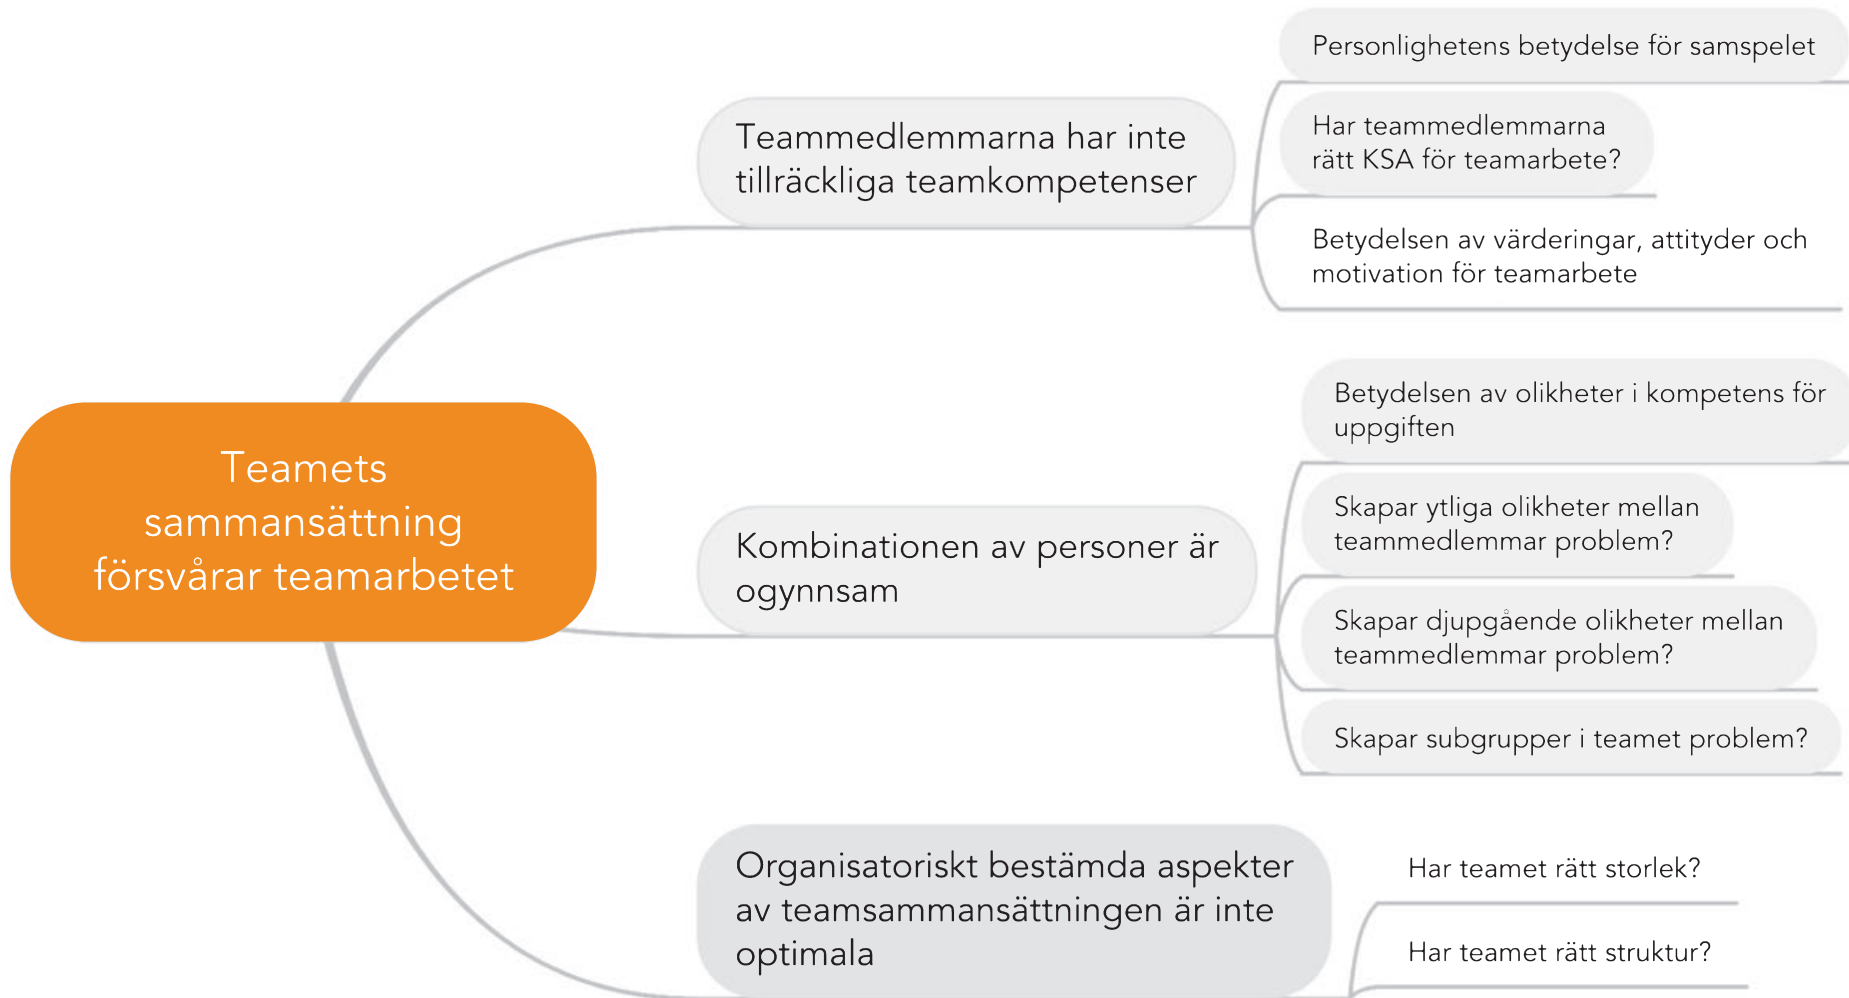 Personlighetens betydelse för samspelet
Teammedlemmarna har inte
tillräckliga teamkompetenser
Har teammedlemmarna
rätt KSA för teamarbete?
Betydelsen av värderingar, attityder och
motivation för teamarbete
Teamets
sammansättning
försvårar teamarbetet
Betydelsen av olikheter i kompetens för
uppgiften
Kombinationen av personer är
ogynnsam
Skapar ytliga olikheter mellan
teammedlemmar problem?
Skapar djupgående olikheter mellan
teammedlemmar problem?
Skapar subgrupper i teamet problem?
Organisatoriskt bestämda aspekter
av teamsammansättningen är inte
optimala
Har teamet rätt storlek?
Har teamet rätt struktur?